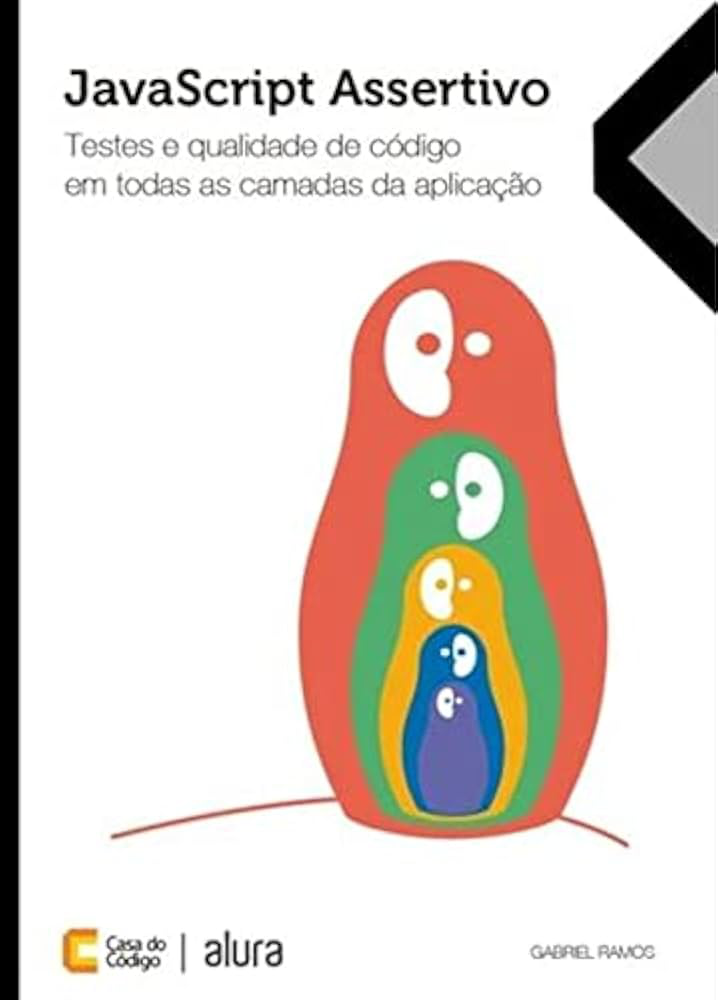 JavaScript Assertivo
Testes e qualidade de código
em todas as camadas da aplicação
Casa do
Código
alura
GABRIEL RAMOS